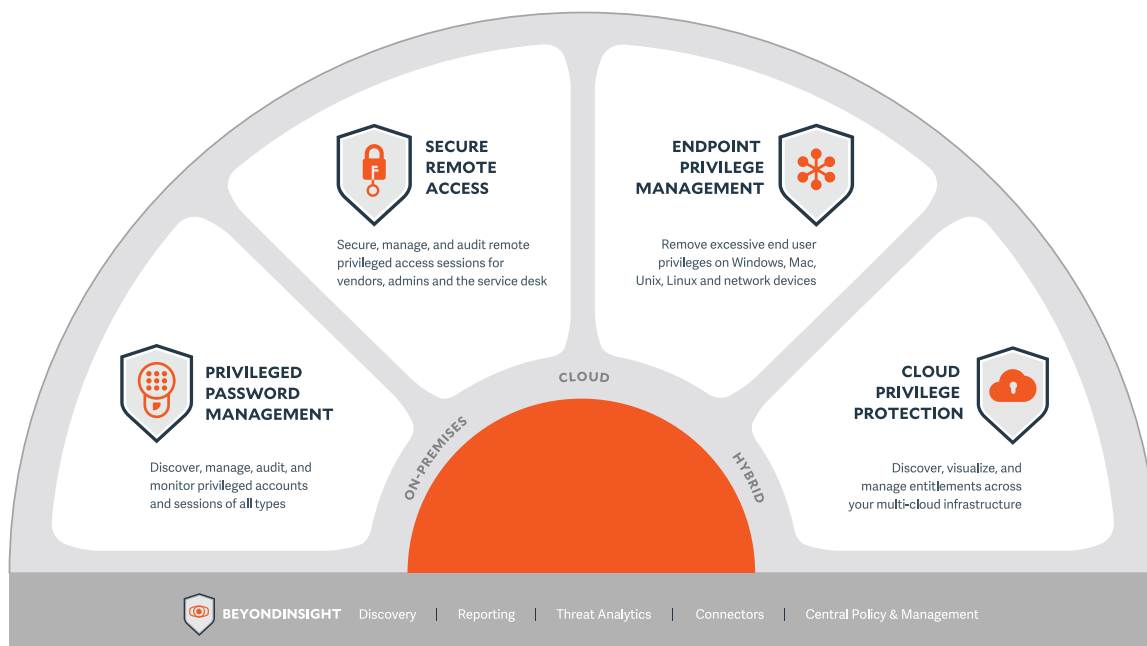 SECURE
REMOTE
ACCESS
Secure, manage, and audit remote
privileged access sessions for
vendors, admins and the service desk
ENDPOINT
PRIVILEGE
MANAGEMENT
Remove excessive end user
privileges on Windows, Mac,
Unix, Linux and network devices
PRIVILEGED
PASSWORD
MANAGEMENT
Discover, manage, audit, and
monitor privileged accounts
and sessions of all types
CLOUD
PRIVILEGE
PROTECTION
Discover, visualize, and
manage entitlements across
your multi-cloud infrastructure
ON-PREMISES
CLOUD
HYBRID
BEYONDINSIGHT Discovery | Reporting | Threat Analytics | Connectors | Central Policy & Management